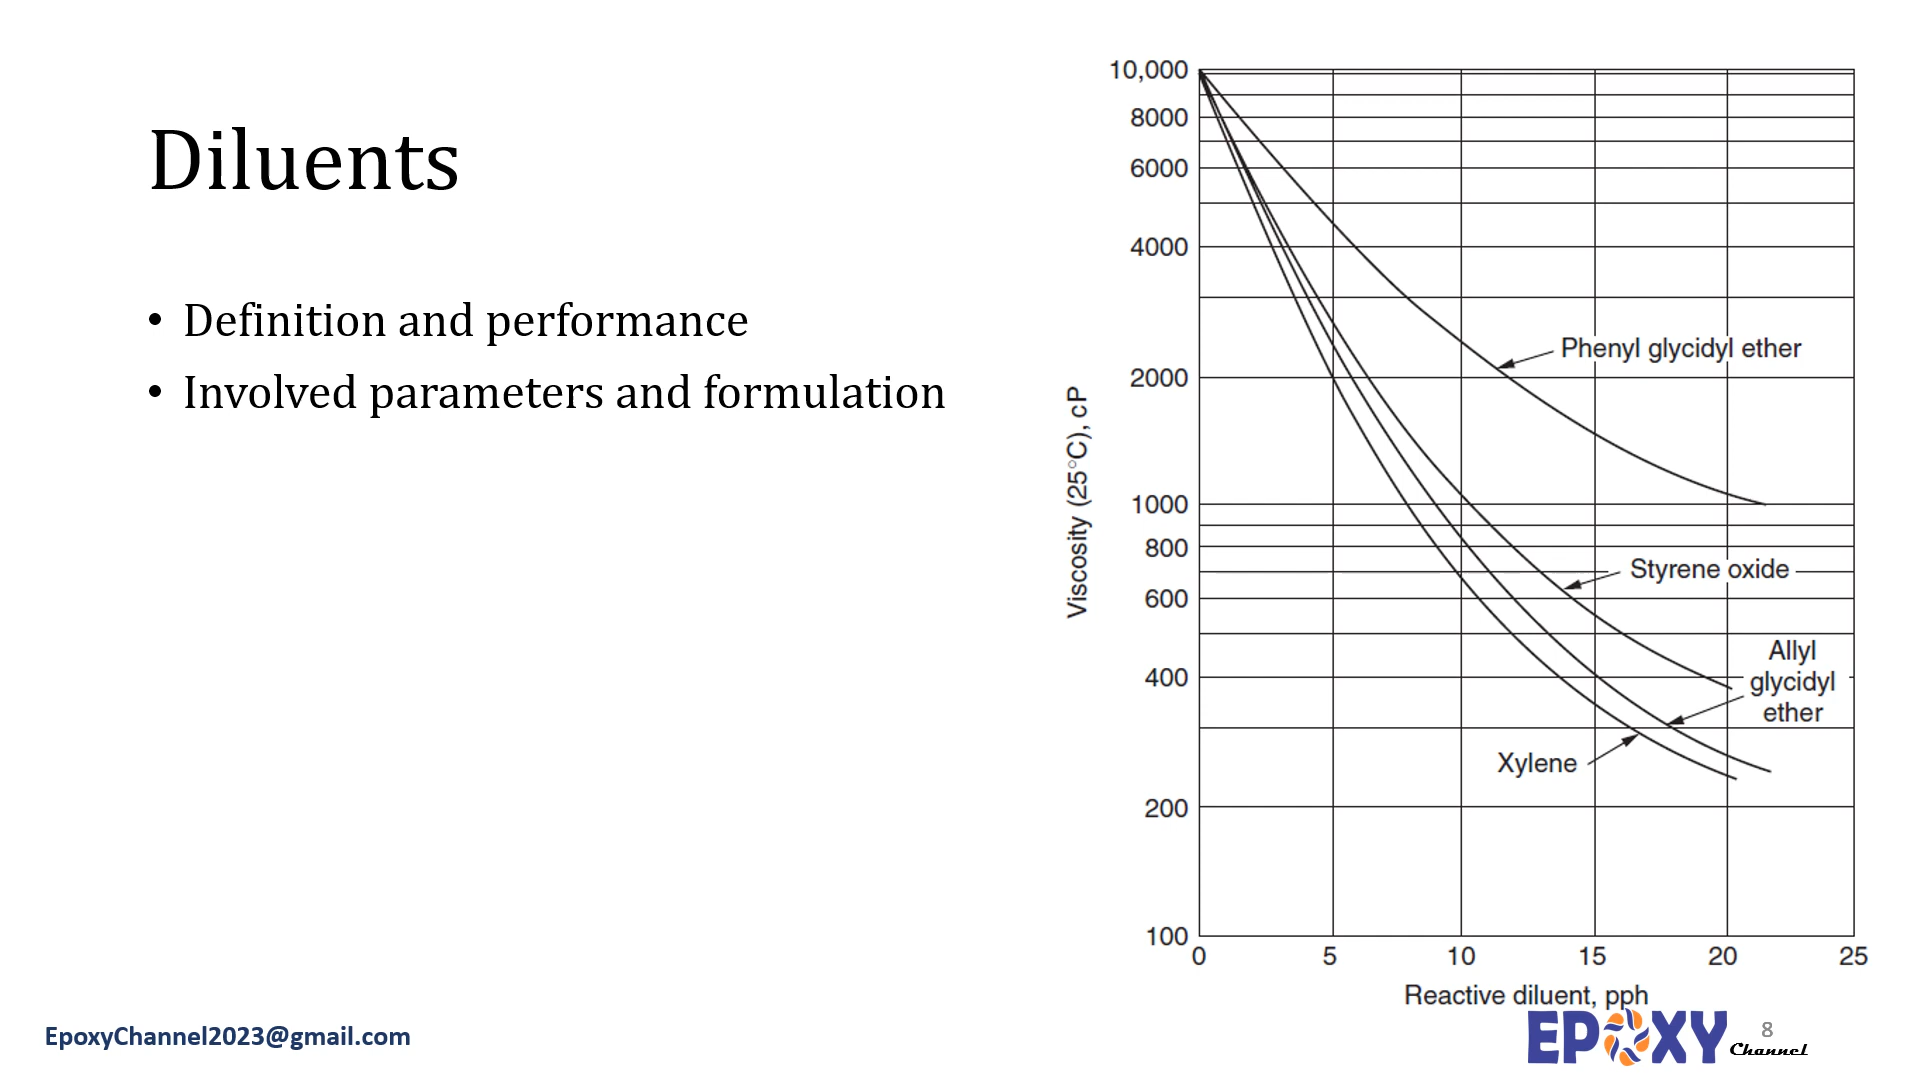 Diluents
• Definition and performance
• Involved parameters and formulation
10,000
8000
6000
4000
2000
1000
800
600
400
200
100
Viscosity (25°C), cP
Phenyl glycidyl ether
Styrene oxide
Allyl
glycidyl
ether
Xylene
0 5 10 15 20 25
Reactive diluent, pph
EpoxyChannel2023@gmail.com
EPOXY
Channel
8